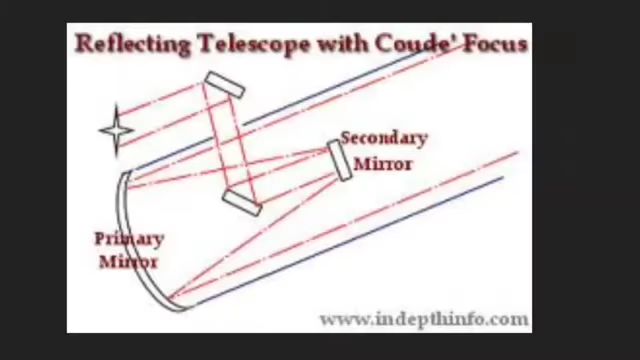 Reflecting Telescope with Coude' Focus
Secondary
Mirror
Primary
Mirror
www.indepthinfo.com